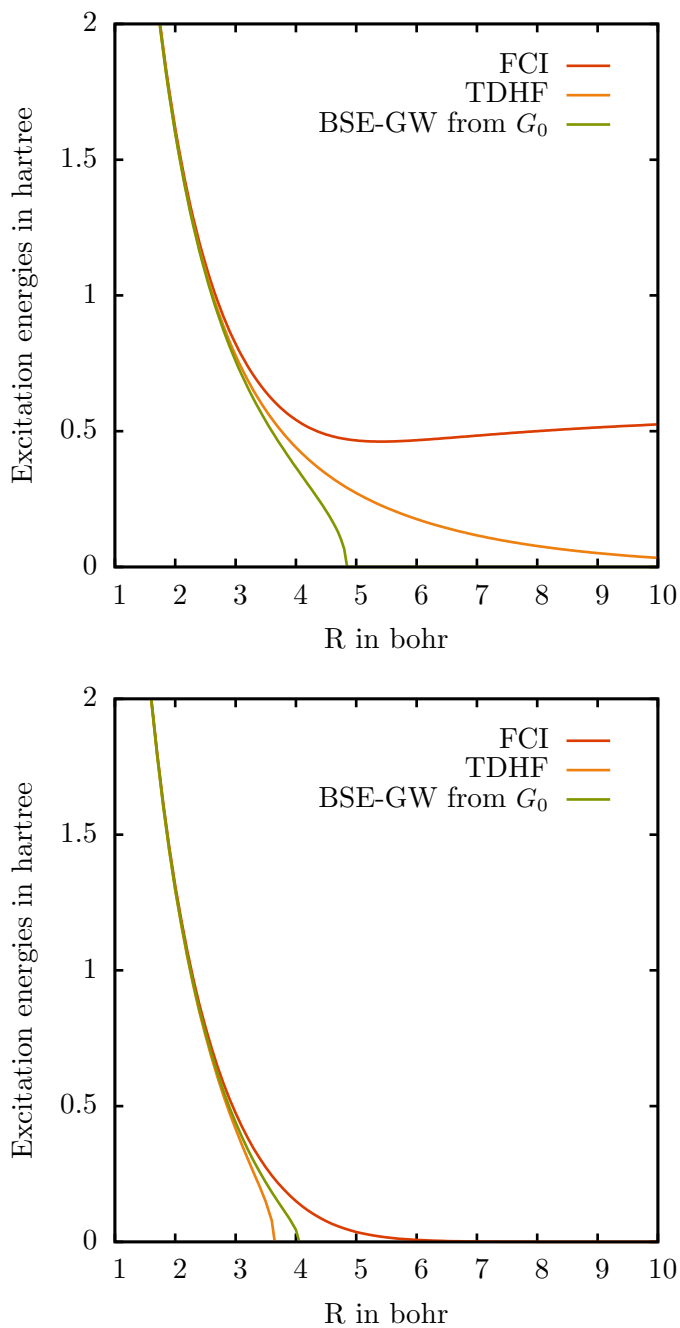 2
1.5
1
0.5
0
Excitation energies in hartree
FCI
TDHF
BSE-GW from G₀
1 2 3 4 5 6 7 8 9 10
R in bohr
2
1.5
1
0.5
0
Excitation energies in hartree
FCI
TDHF
BSE-GW from G₀
1 2 3 4 5 6 7 8 9 10
R in bohr